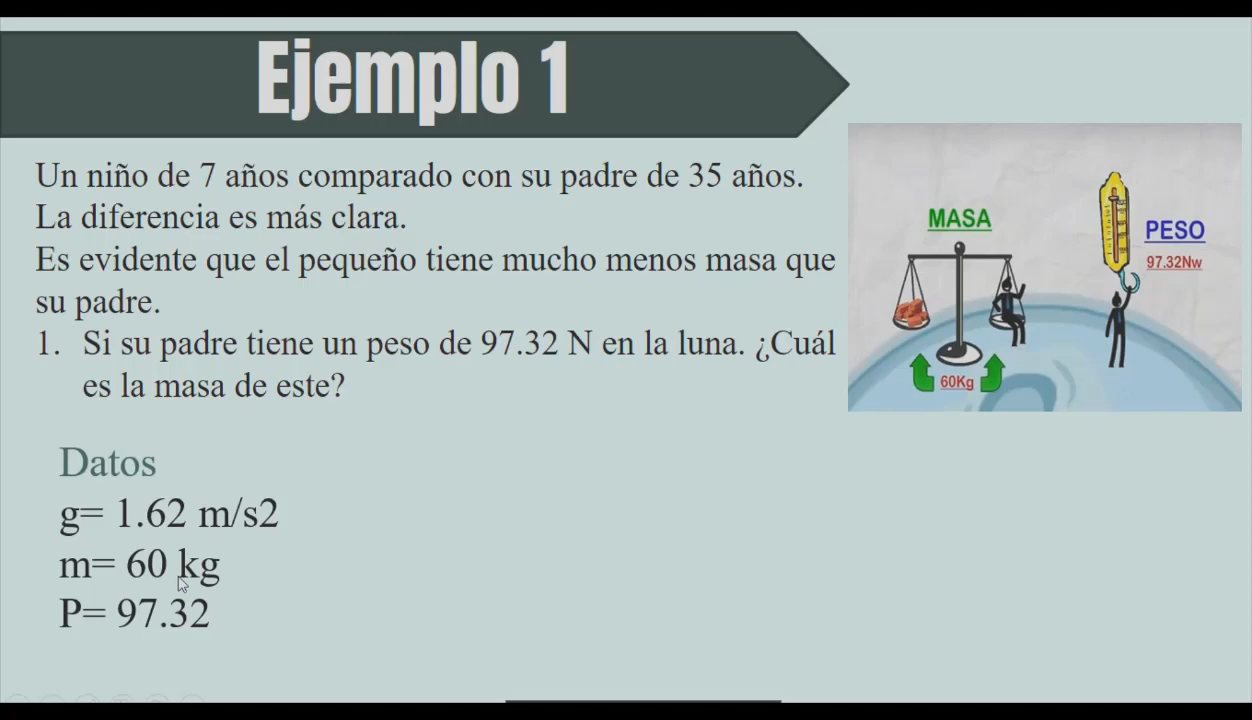 Ejemplo 1
Un niño de 7 años comparado con su padre de 35 años.
La diferencia es más clara.
Es evidente que el pequeño tiene mucho menos masa que
su padre.
1. Si su padre tiene un peso de 97.32 N en la luna. ¿Cuál
es la masa de este?
MASA
PESO
97.32Nw
60Kg
Datos
g= 1.62 m/s2
m= 60 kg
P= 97.32